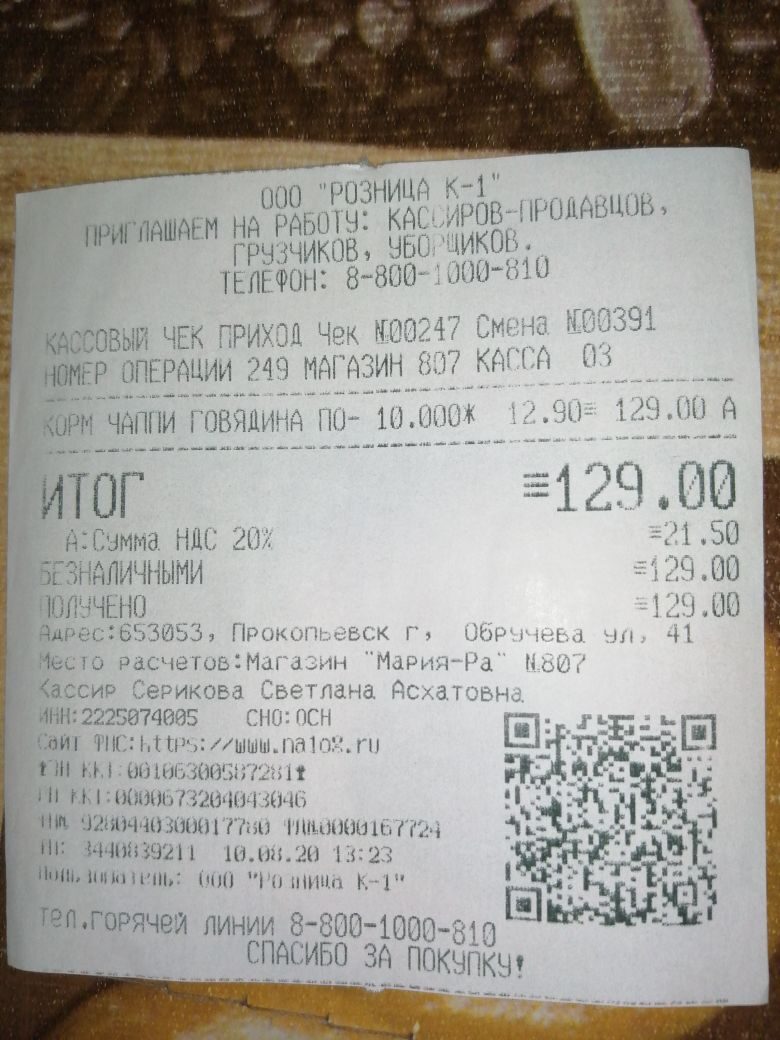 ООО "РОЗНИЦА К-1"
ПРИГЛАШАЕМ НА РАБОТУ: КАССИРОВ-ПРОДАВЦОВ,
ГРУЗЧИКОВ, УБОРЩИКОВ.
ТЕЛЕФОН: 8-800-1000-810
КАССОВЫЙ ЧЕК ПРИХОД Чек №00247 Смена №00391
НОМЕР ОПЕРАЦИИ 249 МАГАЗИН 807 КАССА 03
КОРМ ЧАППИ ГОВЯДИНА ПО- 10.000* 12.90≡ 129.00 А
ИТОГ ≡129.00
А:Сумма НДС 20% ≡21.50
БЕЗНАЛИЧНЫМИ ≡129.00
ПОЛУЧЕНО ≡129.00
Адрес:653053, Прокопьевск г, Обручева ул, 41
Место расчетов:Магазин "Мария-Ра" №807
Кассир Серикова Светлана Асхатовна
ИНН:2225074005 СНО:ОСН
Сайт ФНС:https://www.nalog.ru
ЗН ККТ:00106300587281
РН ККТ:0000673204043046
ФН№ 9280440300017780 ФД№0000167724
ФП: 3440839211 10.08.20 13:23
Пользователь: ООО "Розница К-1"
Тел.горячей линии 8-800-1000-810
СПАСИБО ЗА ПОКУПКУ!